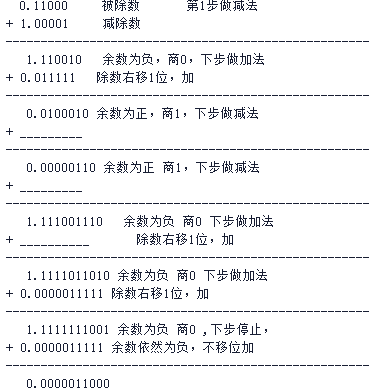 0.11000 被除数 第1步做减法
+ 1.00001 减除数
--------------------------------------------------
1.110010 余数为负，商0，下步做加法
+ 0.011111 除数右移1位，加
--------------------------------------------------
0.0100010 余数为正，商1，下步做减法
+ _________
--------------------------------------------------
0.00000110 余数为正 商1，下步做减法
+ _________
--------------------------------------------------
1.111001110 余数为负 商0 下步做加法
+ __________ 除数右移1位，加
--------------------------------------------------
1.1111011010 余数为负 商0 下步做加法
+ 0.0000011111 除数右移1位，加
--------------------------------------------------
1.1111111001 余数为负 商0 ,下步停止，
+ 0.0000011111 余数依然为负，不移位加
--------------------------------------------------
0.0000011000